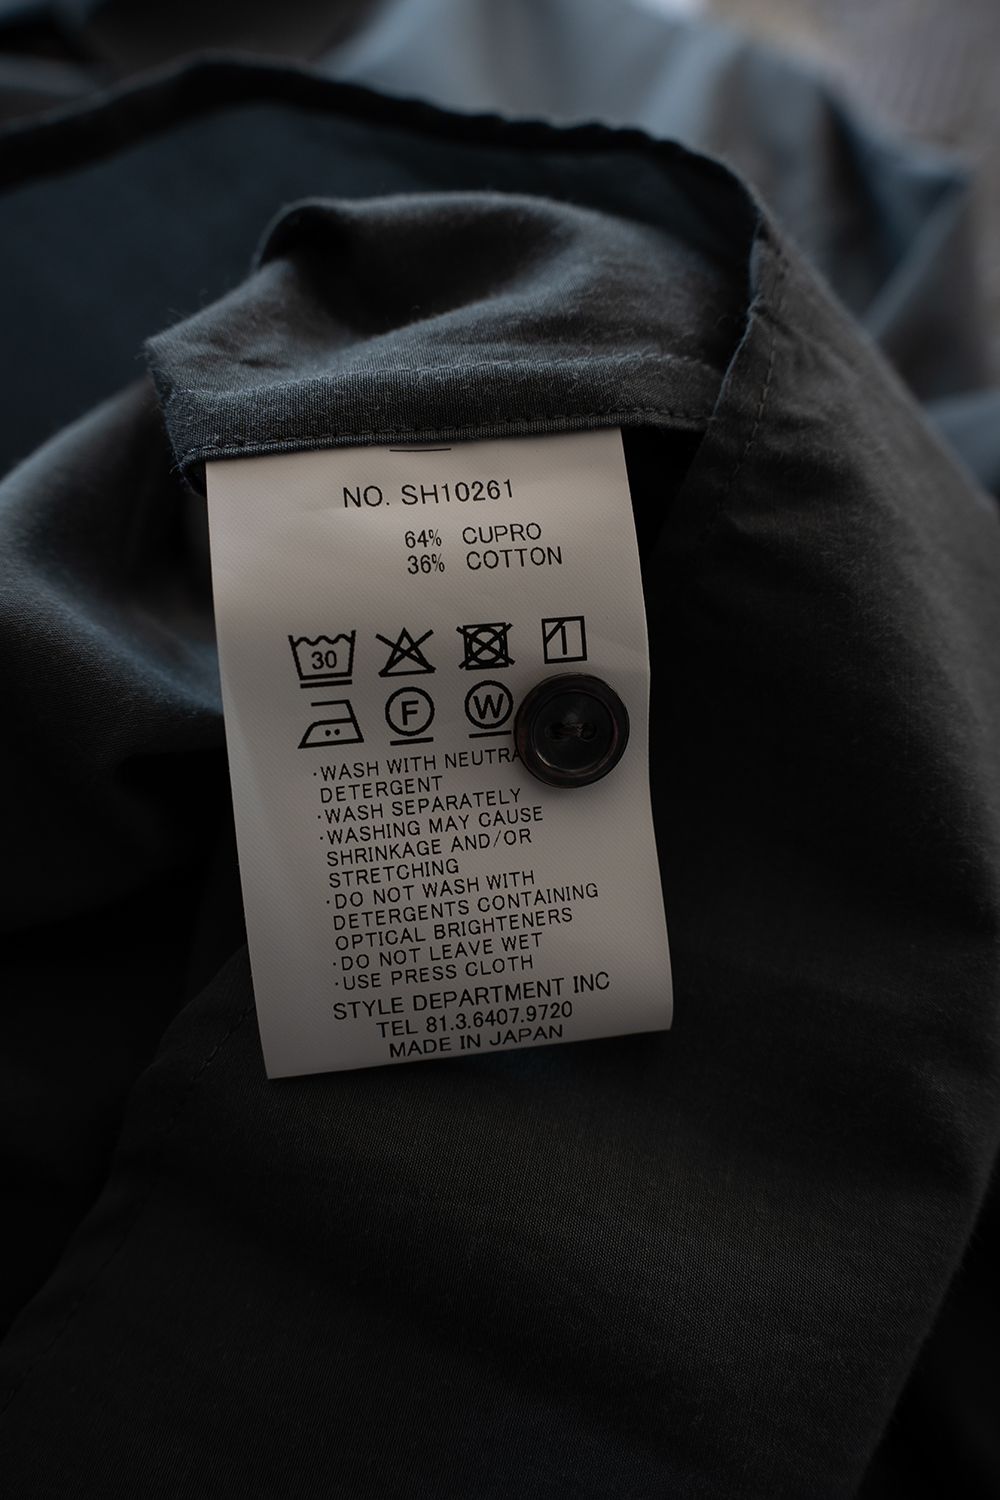 NO. SH10261
64% CUPRO
36% COTTON
30
F W
·WASH WITH NEUTRA
DETERGENT
·WASH SEPARATELY
·WASHING MAY CAUSE
SHRINKAGE AND/OR
STRETCHING
·DO NOT WASH WITH
DETERGENTS CONTAINING
OPTICAL BRIGHTENERS
·DO NOT LEAVE WET
·USE PRESS CLOTH
STYLE DEPARTMENT INC
TEL 81.3.6407.9720
MADE IN JAPAN